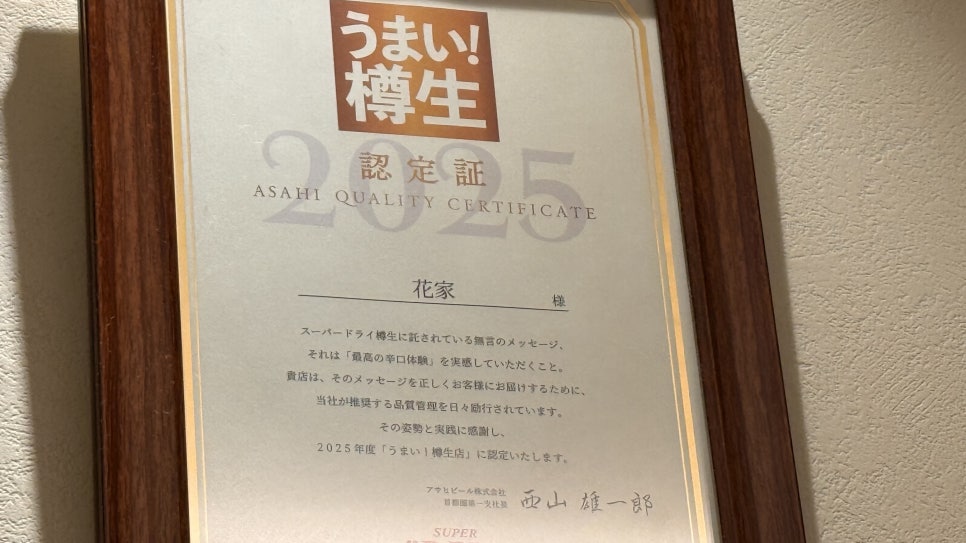 うまい!
樽生
2025
認定証
ASAHI QUALITY CERTIFICATE
花家 様
スーパードライ樽生に託されている無言のメッセージ、
それは「最高の辛口体験」を実感していただくこと。
貴店は、そのメッセージを正しくお客様にお届けするために、
当社が推奨する品質管理を日々励行されています。
その姿勢と実践に感謝し、
2025年度「うまい!樽生店」に認定いたします。
アサヒビール株式会社
首都圏第一支社長 西山 雄一郎
SUPER